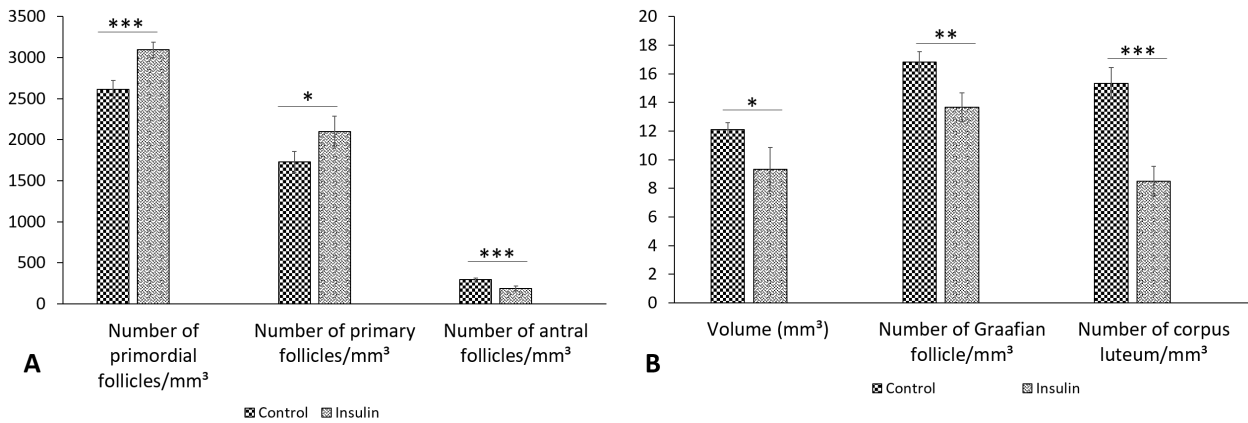 3500
3000
2500
2000
1500
1000
500
0
***
*
***
Number of
primordial
follicles/mm³
Number of primary
follicles/mm³
Number of antral
follicles/mm³
A
Control
Insulin
20
18
16
14
12
10
8
6
4
2
0
*
**
***
Volume (mm³)
Number of Graafian
follicle/mm³
Number of corpus
luteum/mm³
B
Control
Insulin